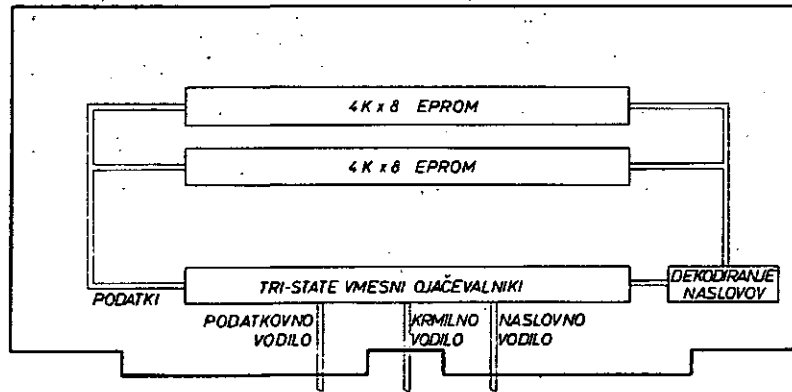 4K x 8 EPROM
4K x 8 EPROM
TRI-STATE VMESNI OJAČEVALNIKI
DEKODIRANJE
NASLOVOV
PODATKI
PODATKOVNO
VODILO
KRMILNO
VODILO
NASLOVNO
VODILO